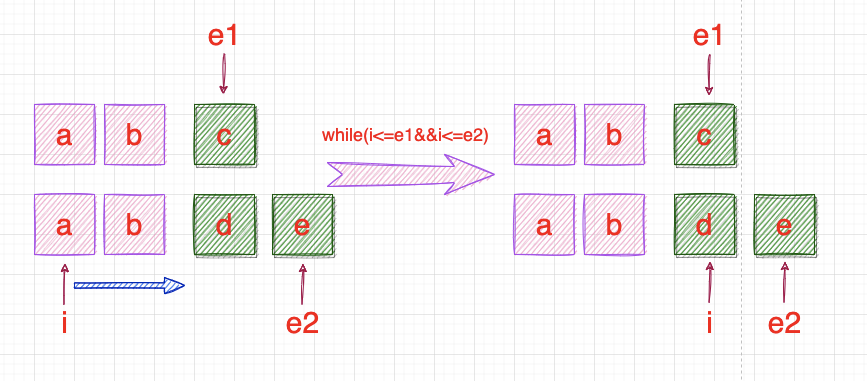 e1 e1
a b c while(i<=e1&&i<=e2) a b c
a b d e a b d e
i e2 i e2